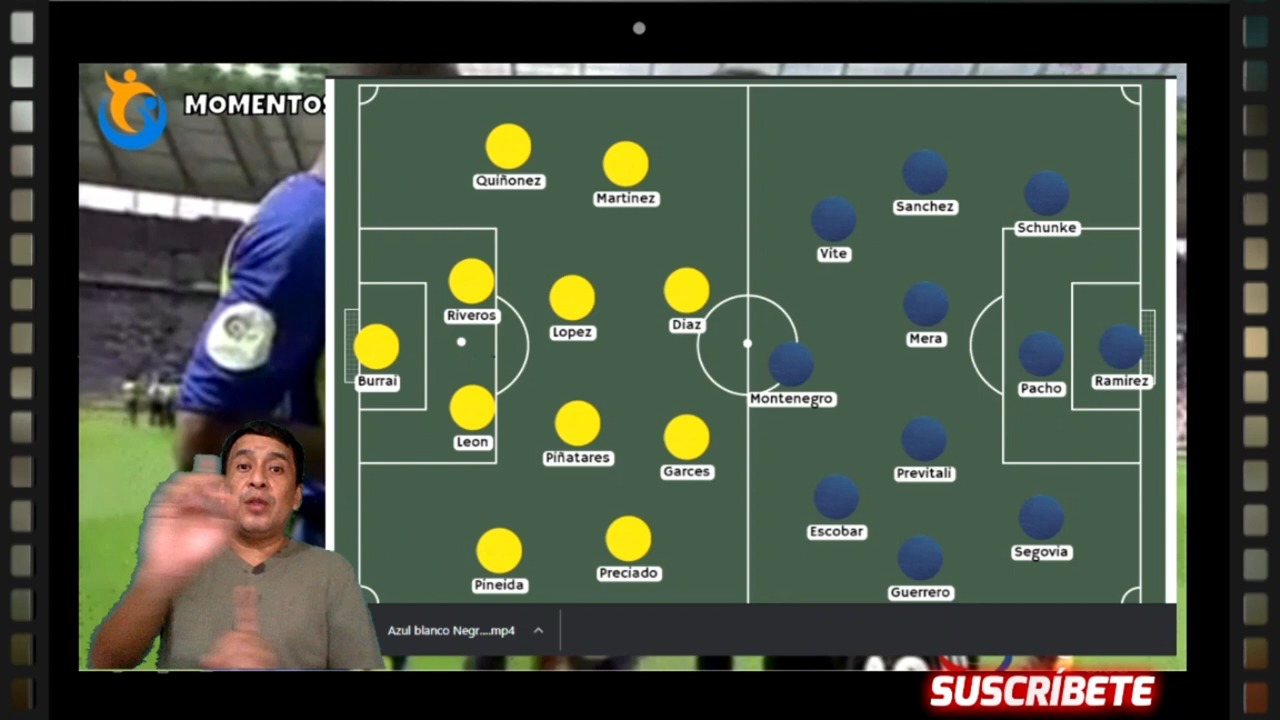 MOMENTOS
Quiñonez
Martinez
Sanchez
Schunke
Vite
Riveros
Lopez
Diaz
Mera
Burrai
Montenegro
Pacho
Ramirez
Leon
Piñatares
Garces
Previtali
Escobar
Segovia
Pineida
Preciado
Guerrero
Azul blanco Negr....mp4
SUSCRÍBETE